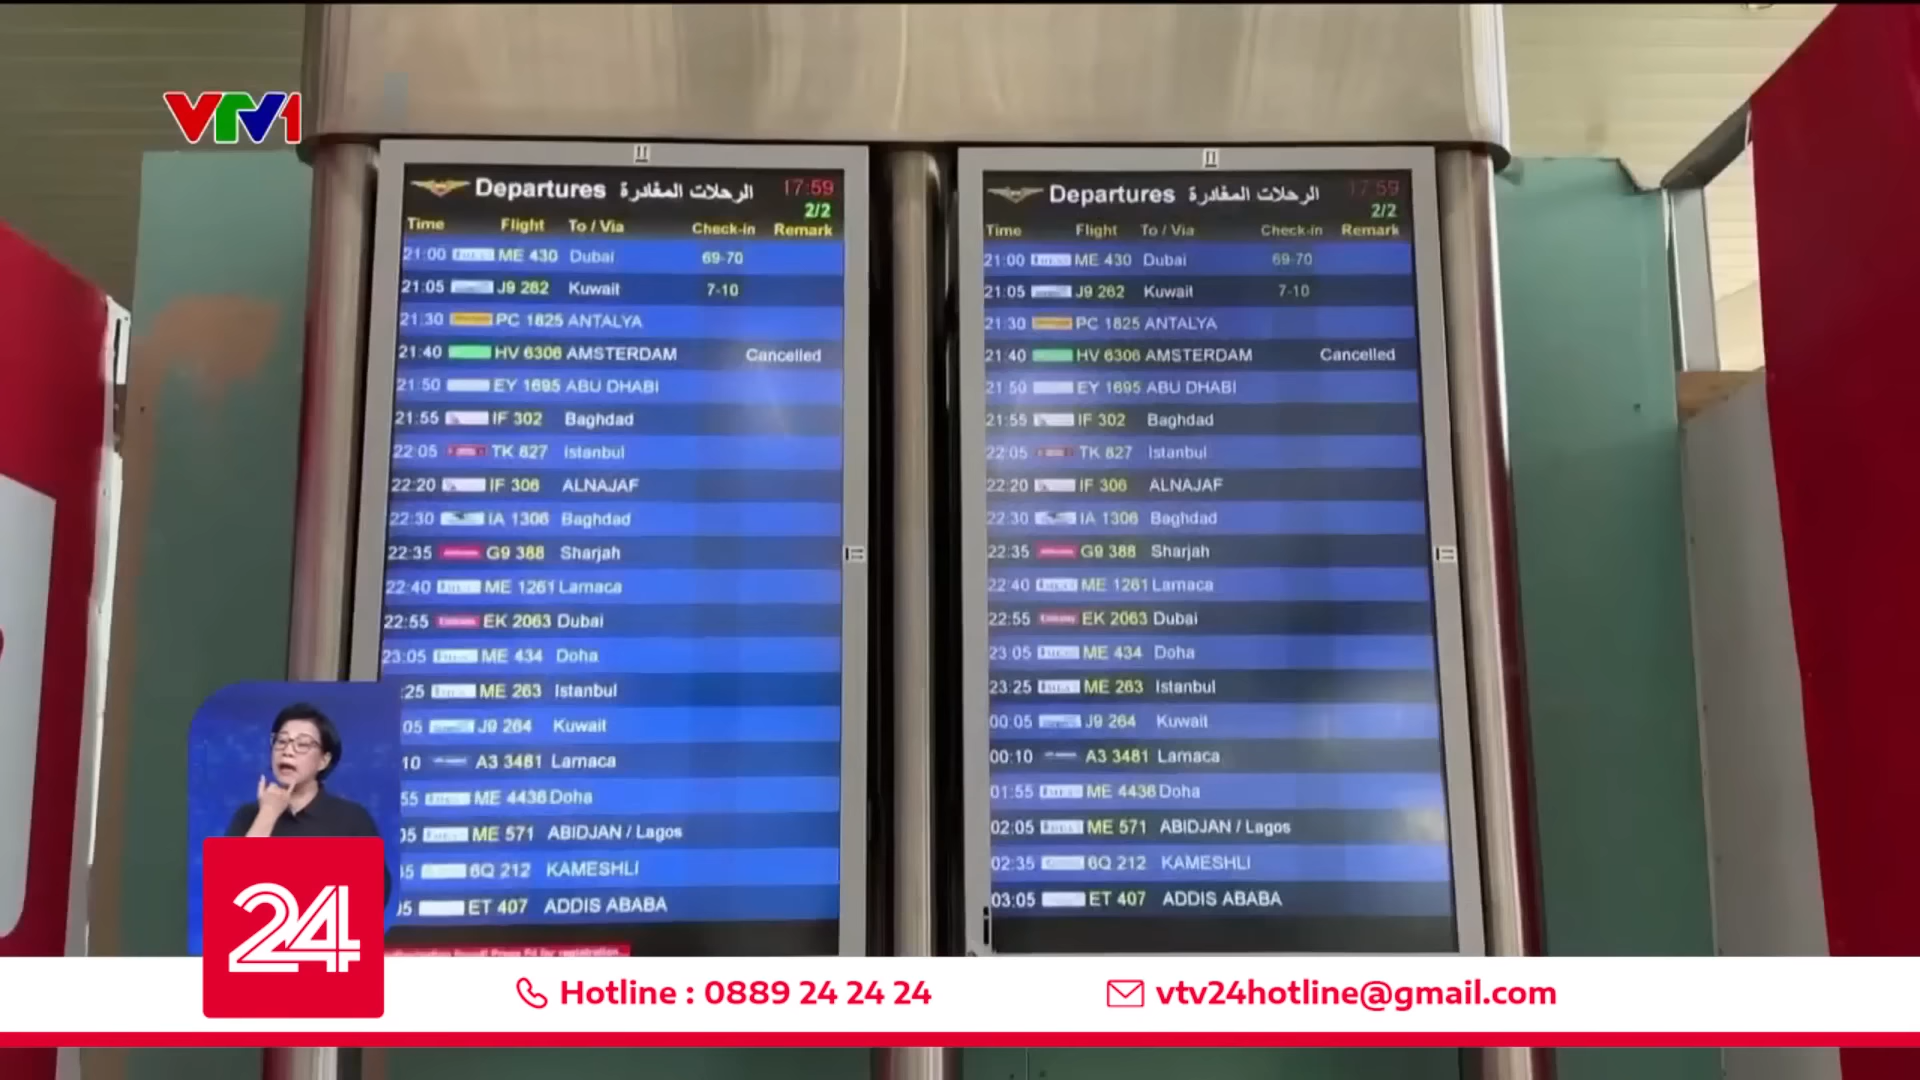 VTV1
Departures الرحلات المغادرة 17:59
2/2
Time Flight To / Via Check-in Remark
21:00 ME 430 Dubai 69-70
21:05 J9 262 Kuwait 7-10
21:30 PC 1825 ANTALYA
21:40 HV 6306 AMSTERDAM Cancelled
21:50 EY 1695 ABU DHABI
21:55 IF 302 Baghdad
22:05 TK 827 Istanbul
22:20 IF 306 ALNAJAF
22:30 IA 1306 Baghdad
22:35 G9 388 Sharjah
22:40 ME 1261 Larnaca
22:55 EK 2063 Dubai
23:05 ME 434 Doha
:25 ME 263 Istanbul
05 J9 264 Kuwait
10 A3 3481 Larnaca
55 ME 4436 Doha
05 ME 571 ABIDJAN / Lagos
35 6Q 212 KAMESHLI
05 ET 407 ADDIS ABABA
Departures الرحلات المغادرة 17:59
2/2
Time Flight To / Via Check-in Remark
21:00 ME 430 Dubai 69-70
21:05 J9 262 Kuwait 7-10
21:30 PC 1825 ANTALYA
21:40 HV 6306 AMSTERDAM Cancelled
21:50 EY 1695 ABU DHABI
21:55 IF 302 Baghdad
22:05 TK 827 Istanbul
22:20 IF 306 ALNAJAF
22:30 IA 1306 Baghdad
22:35 G9 388 Sharjah
22:40 ME 1261 Larnaca
22:55 EK 2063 Dubai
23:05 ME 434 Doha
23:25 ME 263 Istanbul
00:05 J9 264 Kuwait
00:10 A3 3481 Larnaca
01:55 ME 4436 Doha
02:05 ME 571 ABIDJAN / Lagos
02:35 6Q 212 KAMESHLI
03:05 ET 407 ADDIS ABABA
24
Hotline : 0889 24 24 24
vtv24hotline@gmail.com